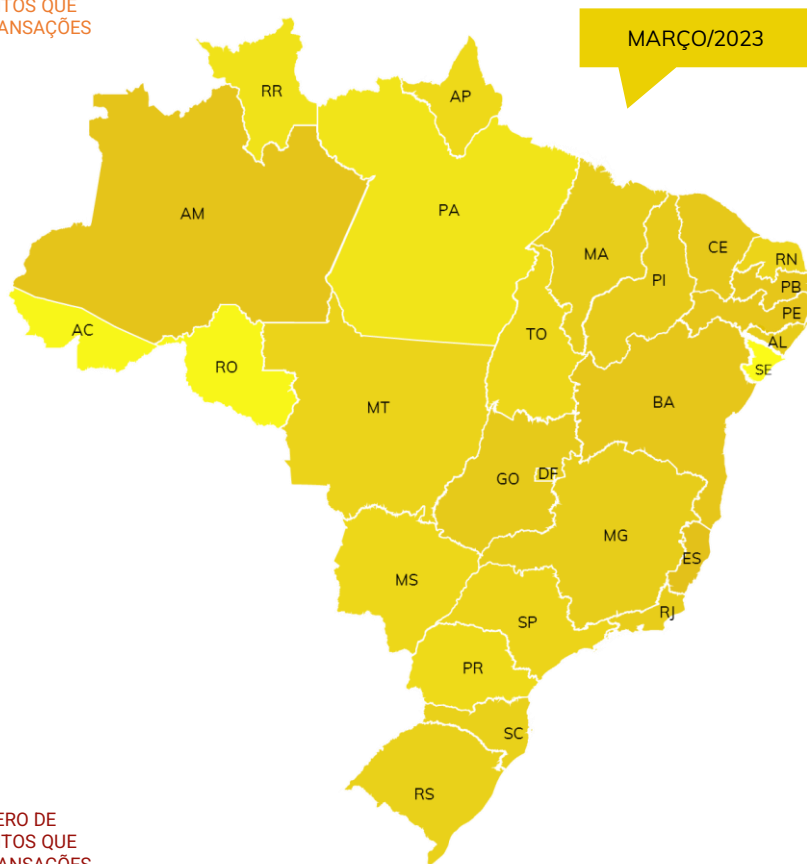 TOS QUE
ANSAÇÕES
MARÇO/2023
RR
AP
AM
PA
MA
CE
RN
PI
PB
PE
AC
TO
AL
RO
SE
MT
BA
GO
DF
MG
ES
MS
RJ
SP
PR
SC
RS
ERO DE
TOS QUE
ANSAÇÕES